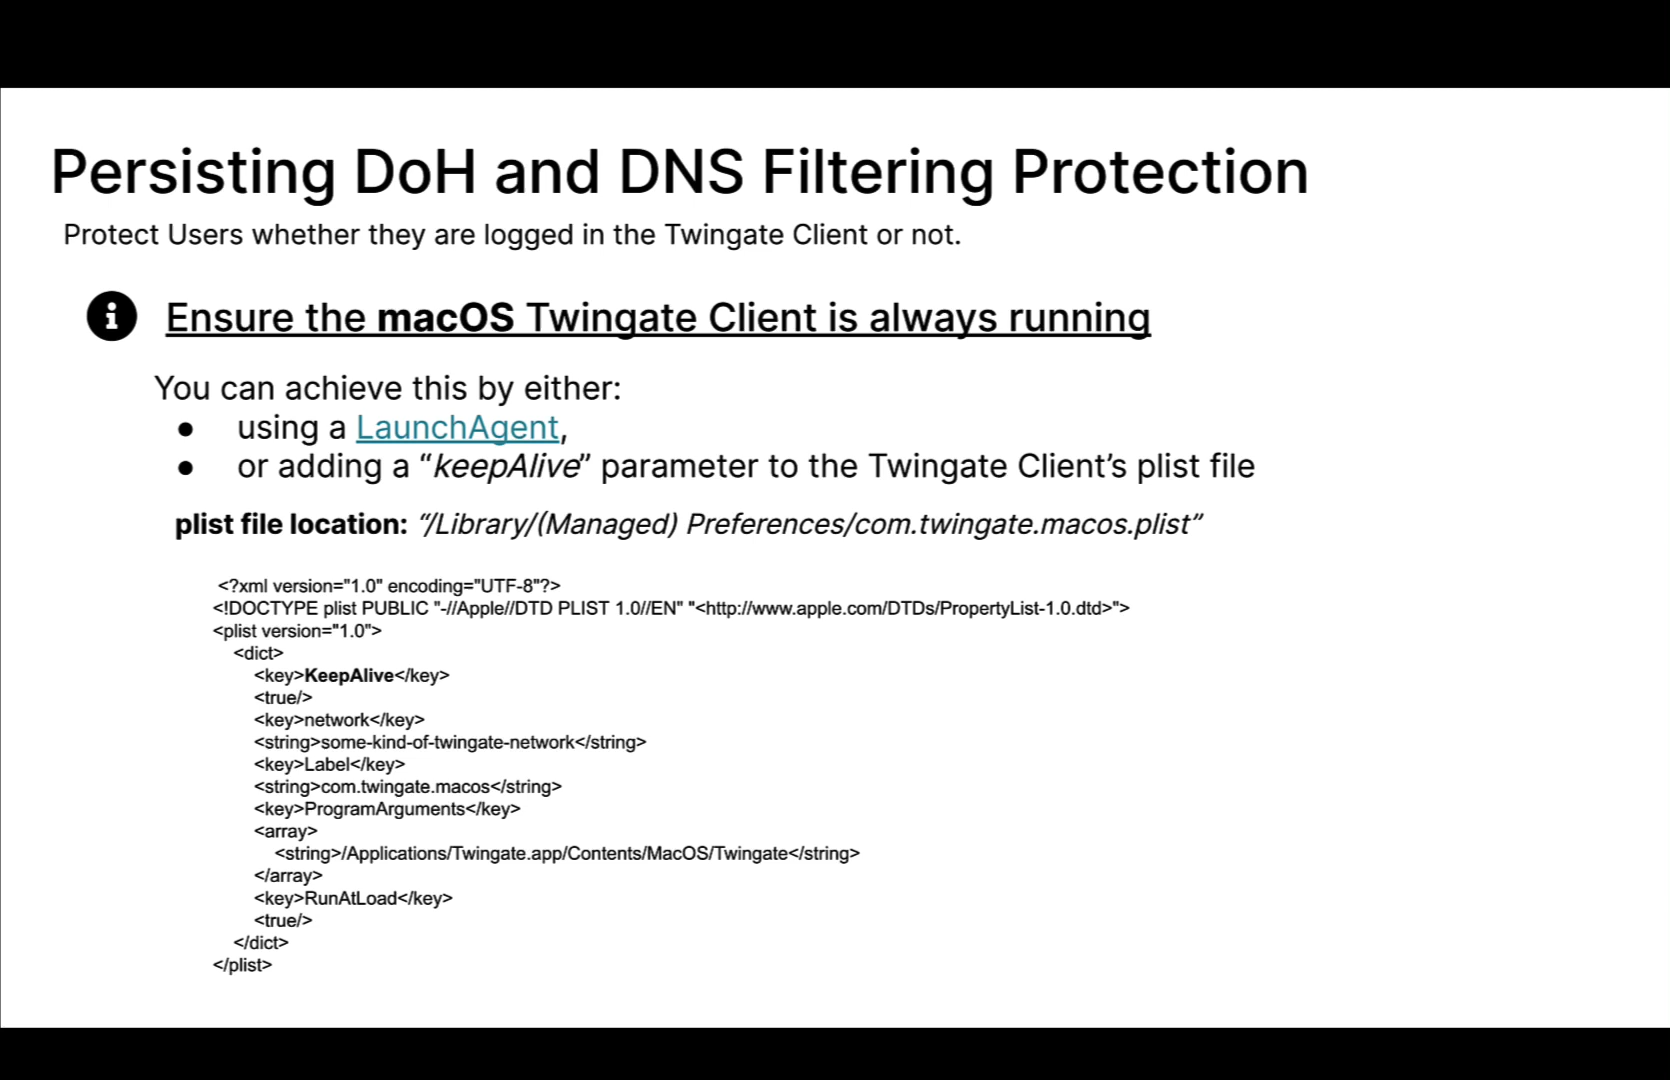 Persisting DoH and DNS Filtering Protection
Protect Users whether they are logged in the Twingate Client or not.
Ensure the macOS Twingate Client is always running
You can achieve this by either:
● using a LaunchAgent,
● or adding a “keepAlive” parameter to the Twingate Client’s plist file
plist file location: “/Library/(Managed) Preferences/com.twingate.macos.plist”
<?xml version="1.0" encoding="UTF-8"?>
<!DOCTYPE plist PUBLIC "-//Apple//DTD PLIST 1.0//EN" "<http://www.apple.com/DTDs/PropertyList-1.0.dtd>">
<plist version="1.0">
<dict>
<key>KeepAlive</key>
<true/>
<key>network</key>
<string>some-kind-of-twingate-network</string>
<key>Label</key>
<string>com.twingate.macos</string>
<key>ProgramArguments</key>
<array>
<string>/Applications/Twingate.app/Contents/MacOS/Twingate</string>
</array>
<key>RunAtLoad</key>
<true/>
</dict>
</plist>